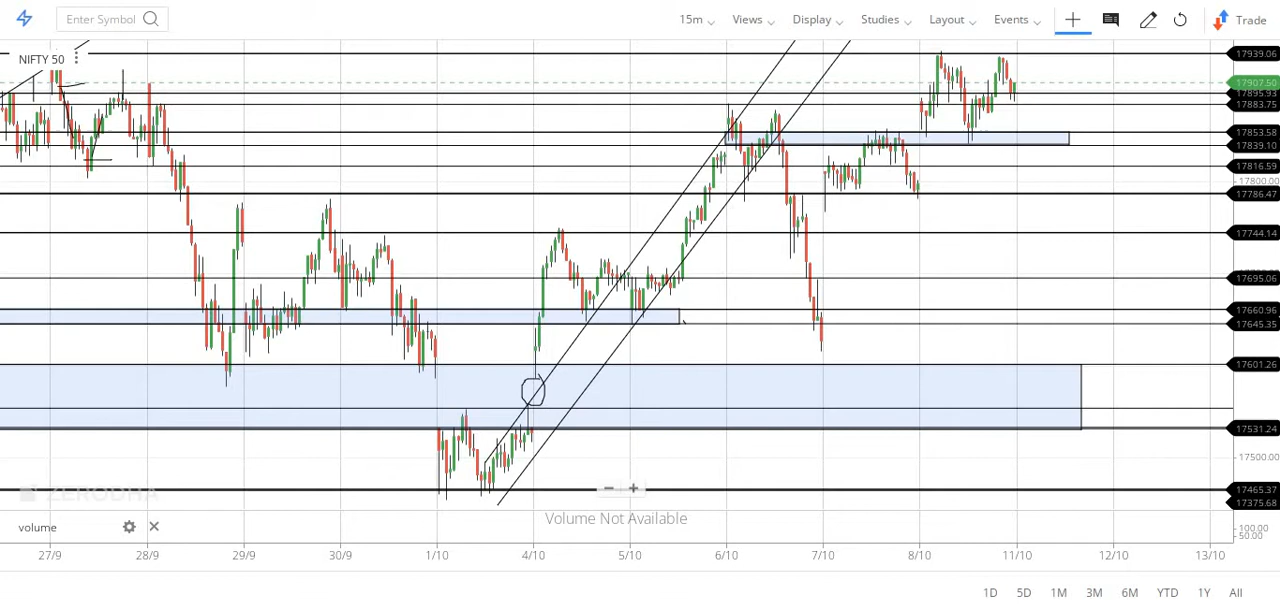 Enter Symbol 15m Views Display Studies Layout Events Trade
NIFTY 50
17939.06
17907.50
17895.93
17883.75
17853.58
17839.10
17816.59
17800.00
17786.47
17744.14
17695.06
17660.96
17645.35
17601.26
17531.24
17500.00
17465.37
17375.68
ZERODHA
Volume Not Available
volume
100.00
50.00
27/9 28/9 29/9 30/9 1/10 4/10 5/10 6/10 7/10 8/10 11/10 12/10 13/10
1D 5D 1M 3M 6M YTD 1Y All